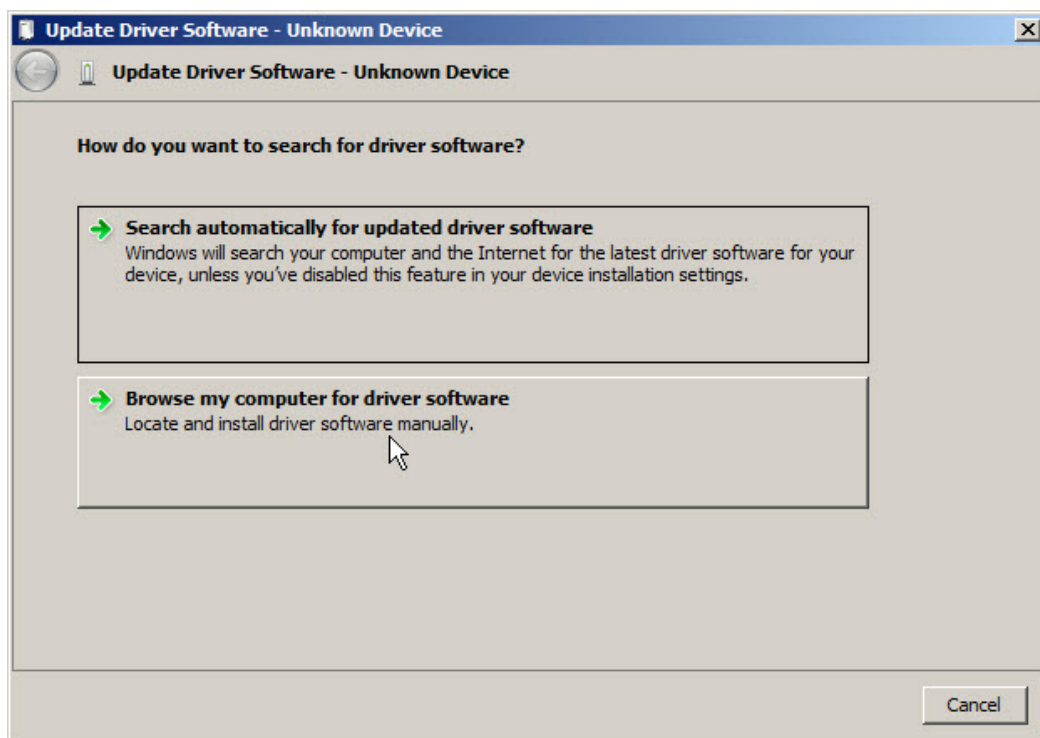 Update Driver Software - Unknown Device
Update Driver Software - Unknown Device
How do you want to search for driver software?
Search automatically for updated driver software
Windows will search your computer and the Internet for the latest driver software for your
device, unless you've disabled this feature in your device installation settings.
Browse my computer for driver software
Locate and install driver software manually.
Cancel